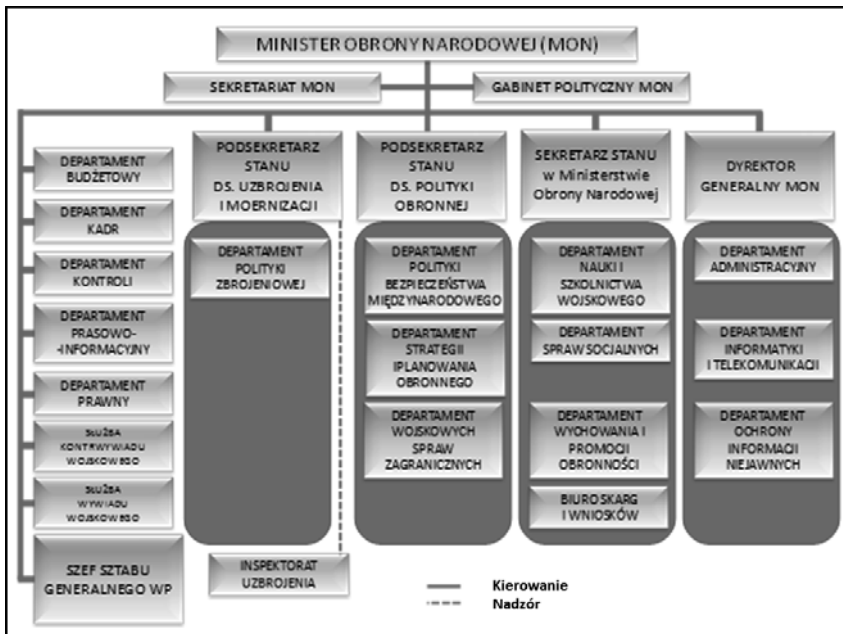 MINISTER OBRONY NARODOWEJ (MON)
SEKRETARIAT MON
GABINET POLITYCZNY MON
DEPARTAMENT
BUDŻETOWY
DEPARTAMENT
KADR
DEPARTAMENT
KONTROLI
DEPARTAMENT
PRASOWO-
-INFORMACYJNY
DEPARTAMENT
PRAWNY
SŁUŻBA
KONTRWYWIADU
WOJSKOWEGO
SŁUŻBA
WYWIADU
WOJSKOWEGO
SZEF SZTABU
GENERALNEGO WP
PODSEKRETARZ
STANU
DS. UZBROJENIA
I MOERNIZACJI
DEPARTAMENT
POLITYKI
ZBROJENIOWEJ
INSPEKTORAT
UZBROJENIA
PODSEKRETARZ
STANU
DS. POLITYKI
OBRONNEJ
DEPARTAMENT
POLITYKI
BEZPIECZEŃSTWA
MIĘDZYNARODOWEGO
DEPARTAMENT
STRATEGII
I PLANOWANIA
OBRONNEGO
DEPARTAMENT
WOJSKOWYCH
SPRAW
ZAGRANICZNYCH
SEKRETARZ STANU
w Ministerstwie
Obrony Narodowej
DEPARTAMENT
NAUKI I
SZKOLNICTWA
WOJSKOWEGO
DEPARTAMENT
SPRAW SOCJALNYCH
DEPARTAMENT
WYCHOWANIA I
PROMOCJI
OBRONNOŚCI
BIURO SKARG
I WNIOSKÓW
DYREKTOR
GENERALNY MON
DEPARTAMENT
ADMINISTRACYJNY
DEPARTAMENT
INFORMATYKI
I TELEKOMUNIKACJI
DEPARTAMENT
OCHRONY
INFORMACJI
NIEJAWNYCH
Kierowanie
Nadzór